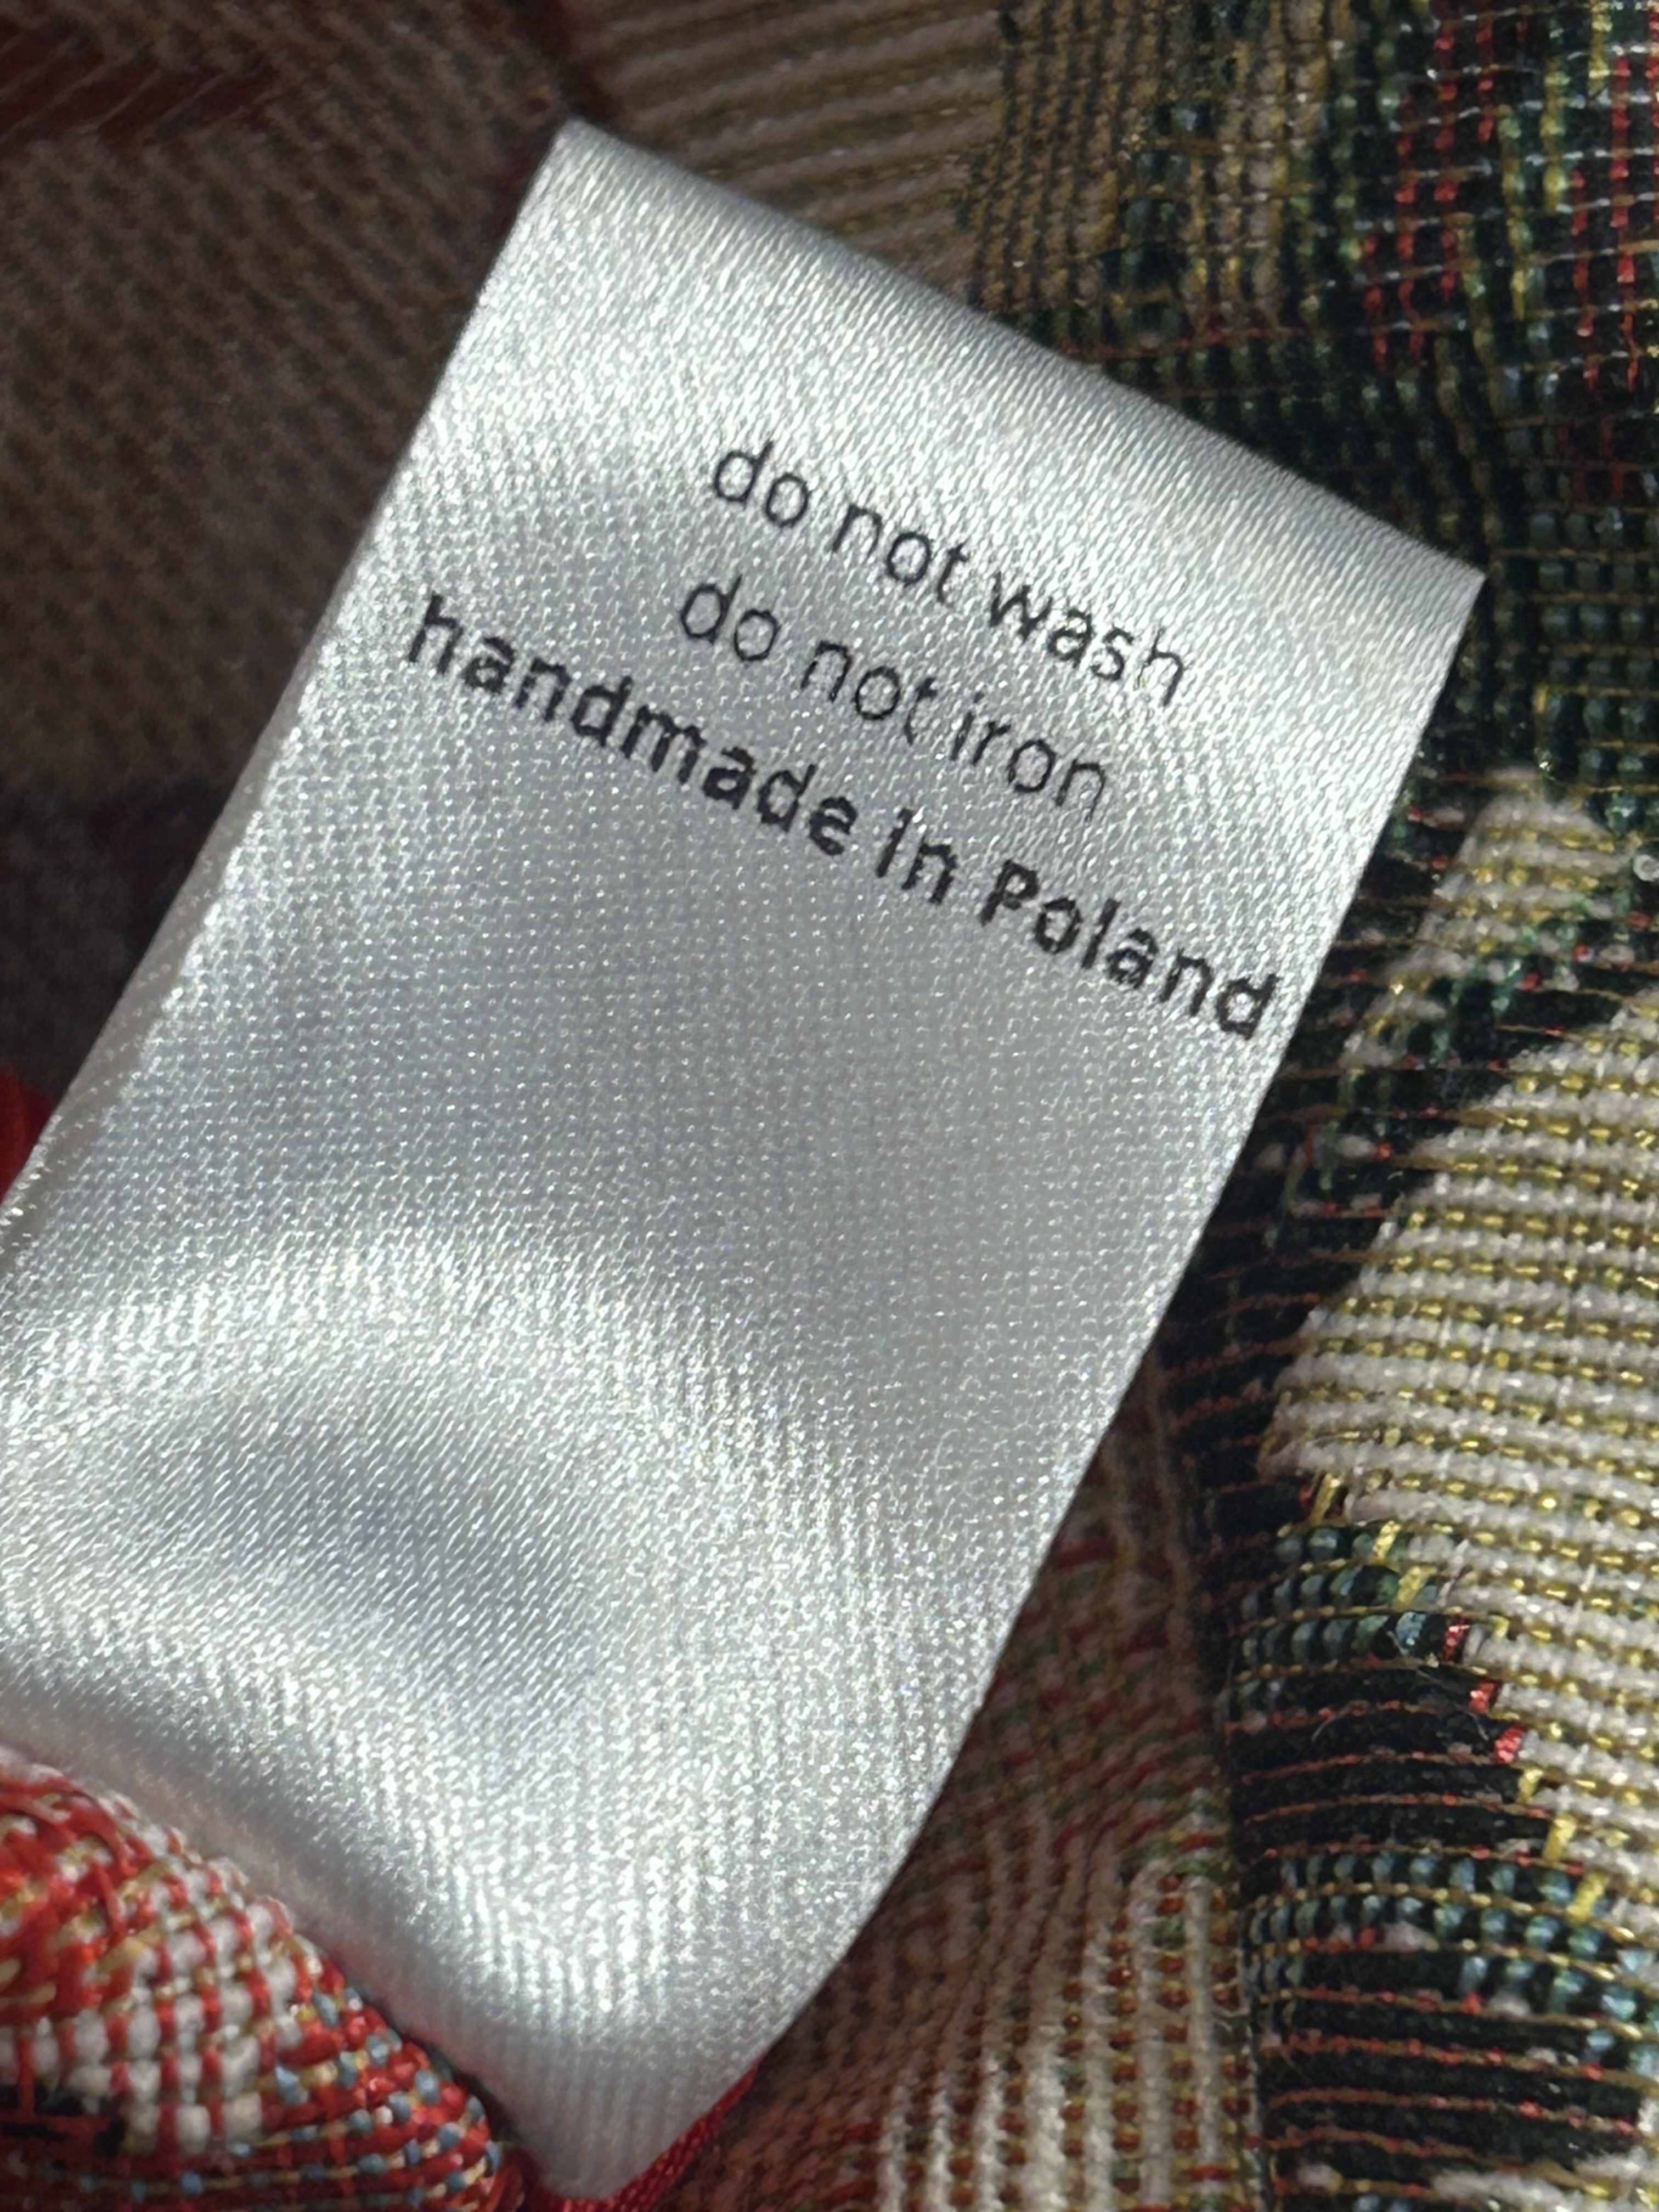 do not wash
do not iron
handmade in Poland